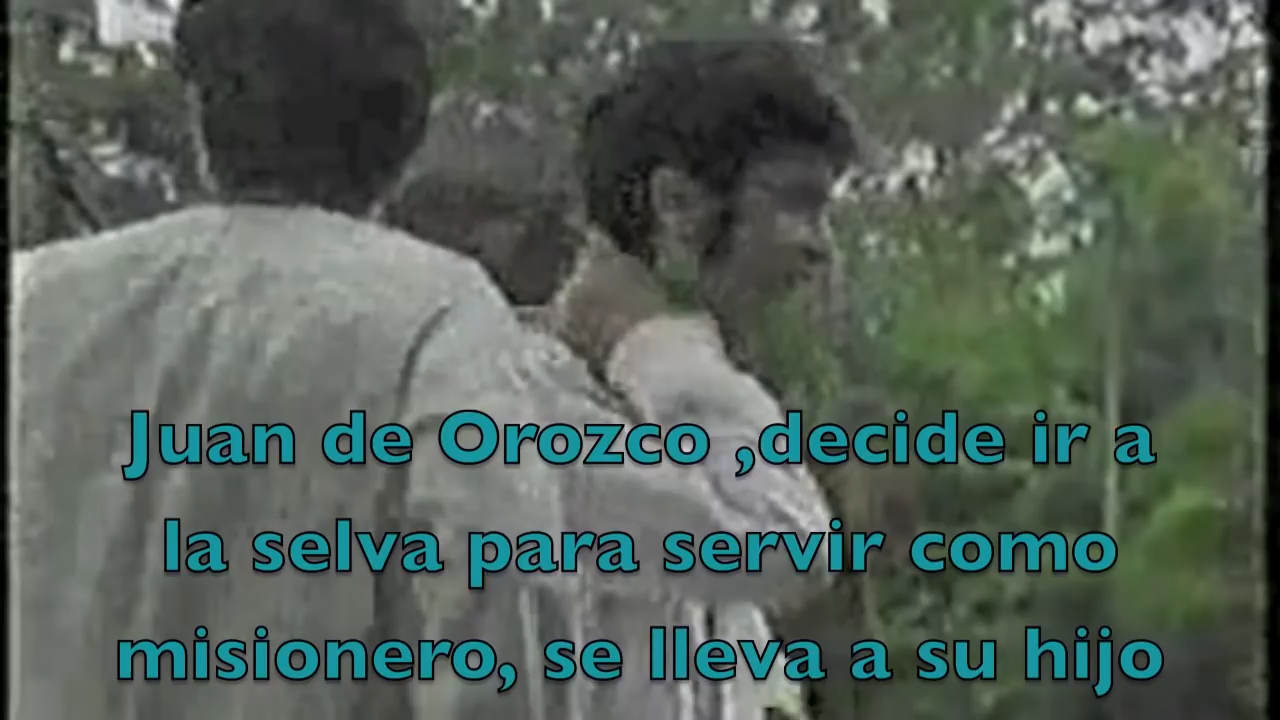 Juan de Orozco ,decide ir a
la selva para servir como
misionero, se lleva a su hijo